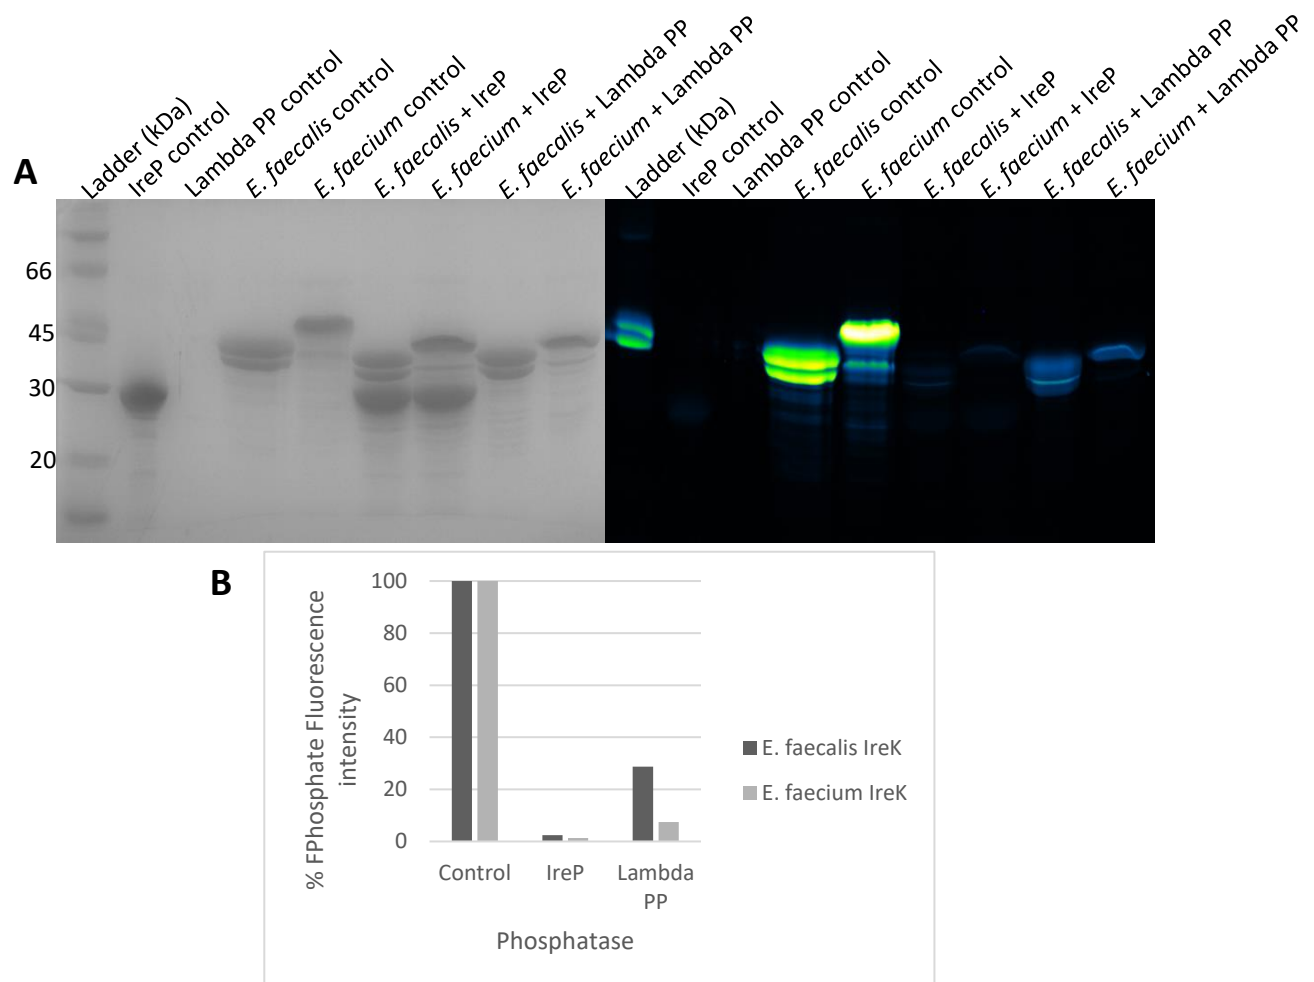 A
Ladder (kDa)
IreP control
Lambda PP control
E. faecalis control
E. faecium control
E. faecalis + IreP
E. faecium + IreP
E. faecalis + Lambda PP
E. faecium + Lambda PP
Ladder (kDa)
IreP control
Lambda PP control
E. faecalis control
E. faecium control
E. faecalis + IreP
E. faecium + IreP
E. faecalis + Lambda PP
E. faecium + Lambda PP
66
45
30
20
B
% FPhosphate Fluorescence
intensity
100
80
60
40
20
0
Control
IreP
Lambda
PP
Phosphatase
E. faecalis IreK
E. faecium IreK